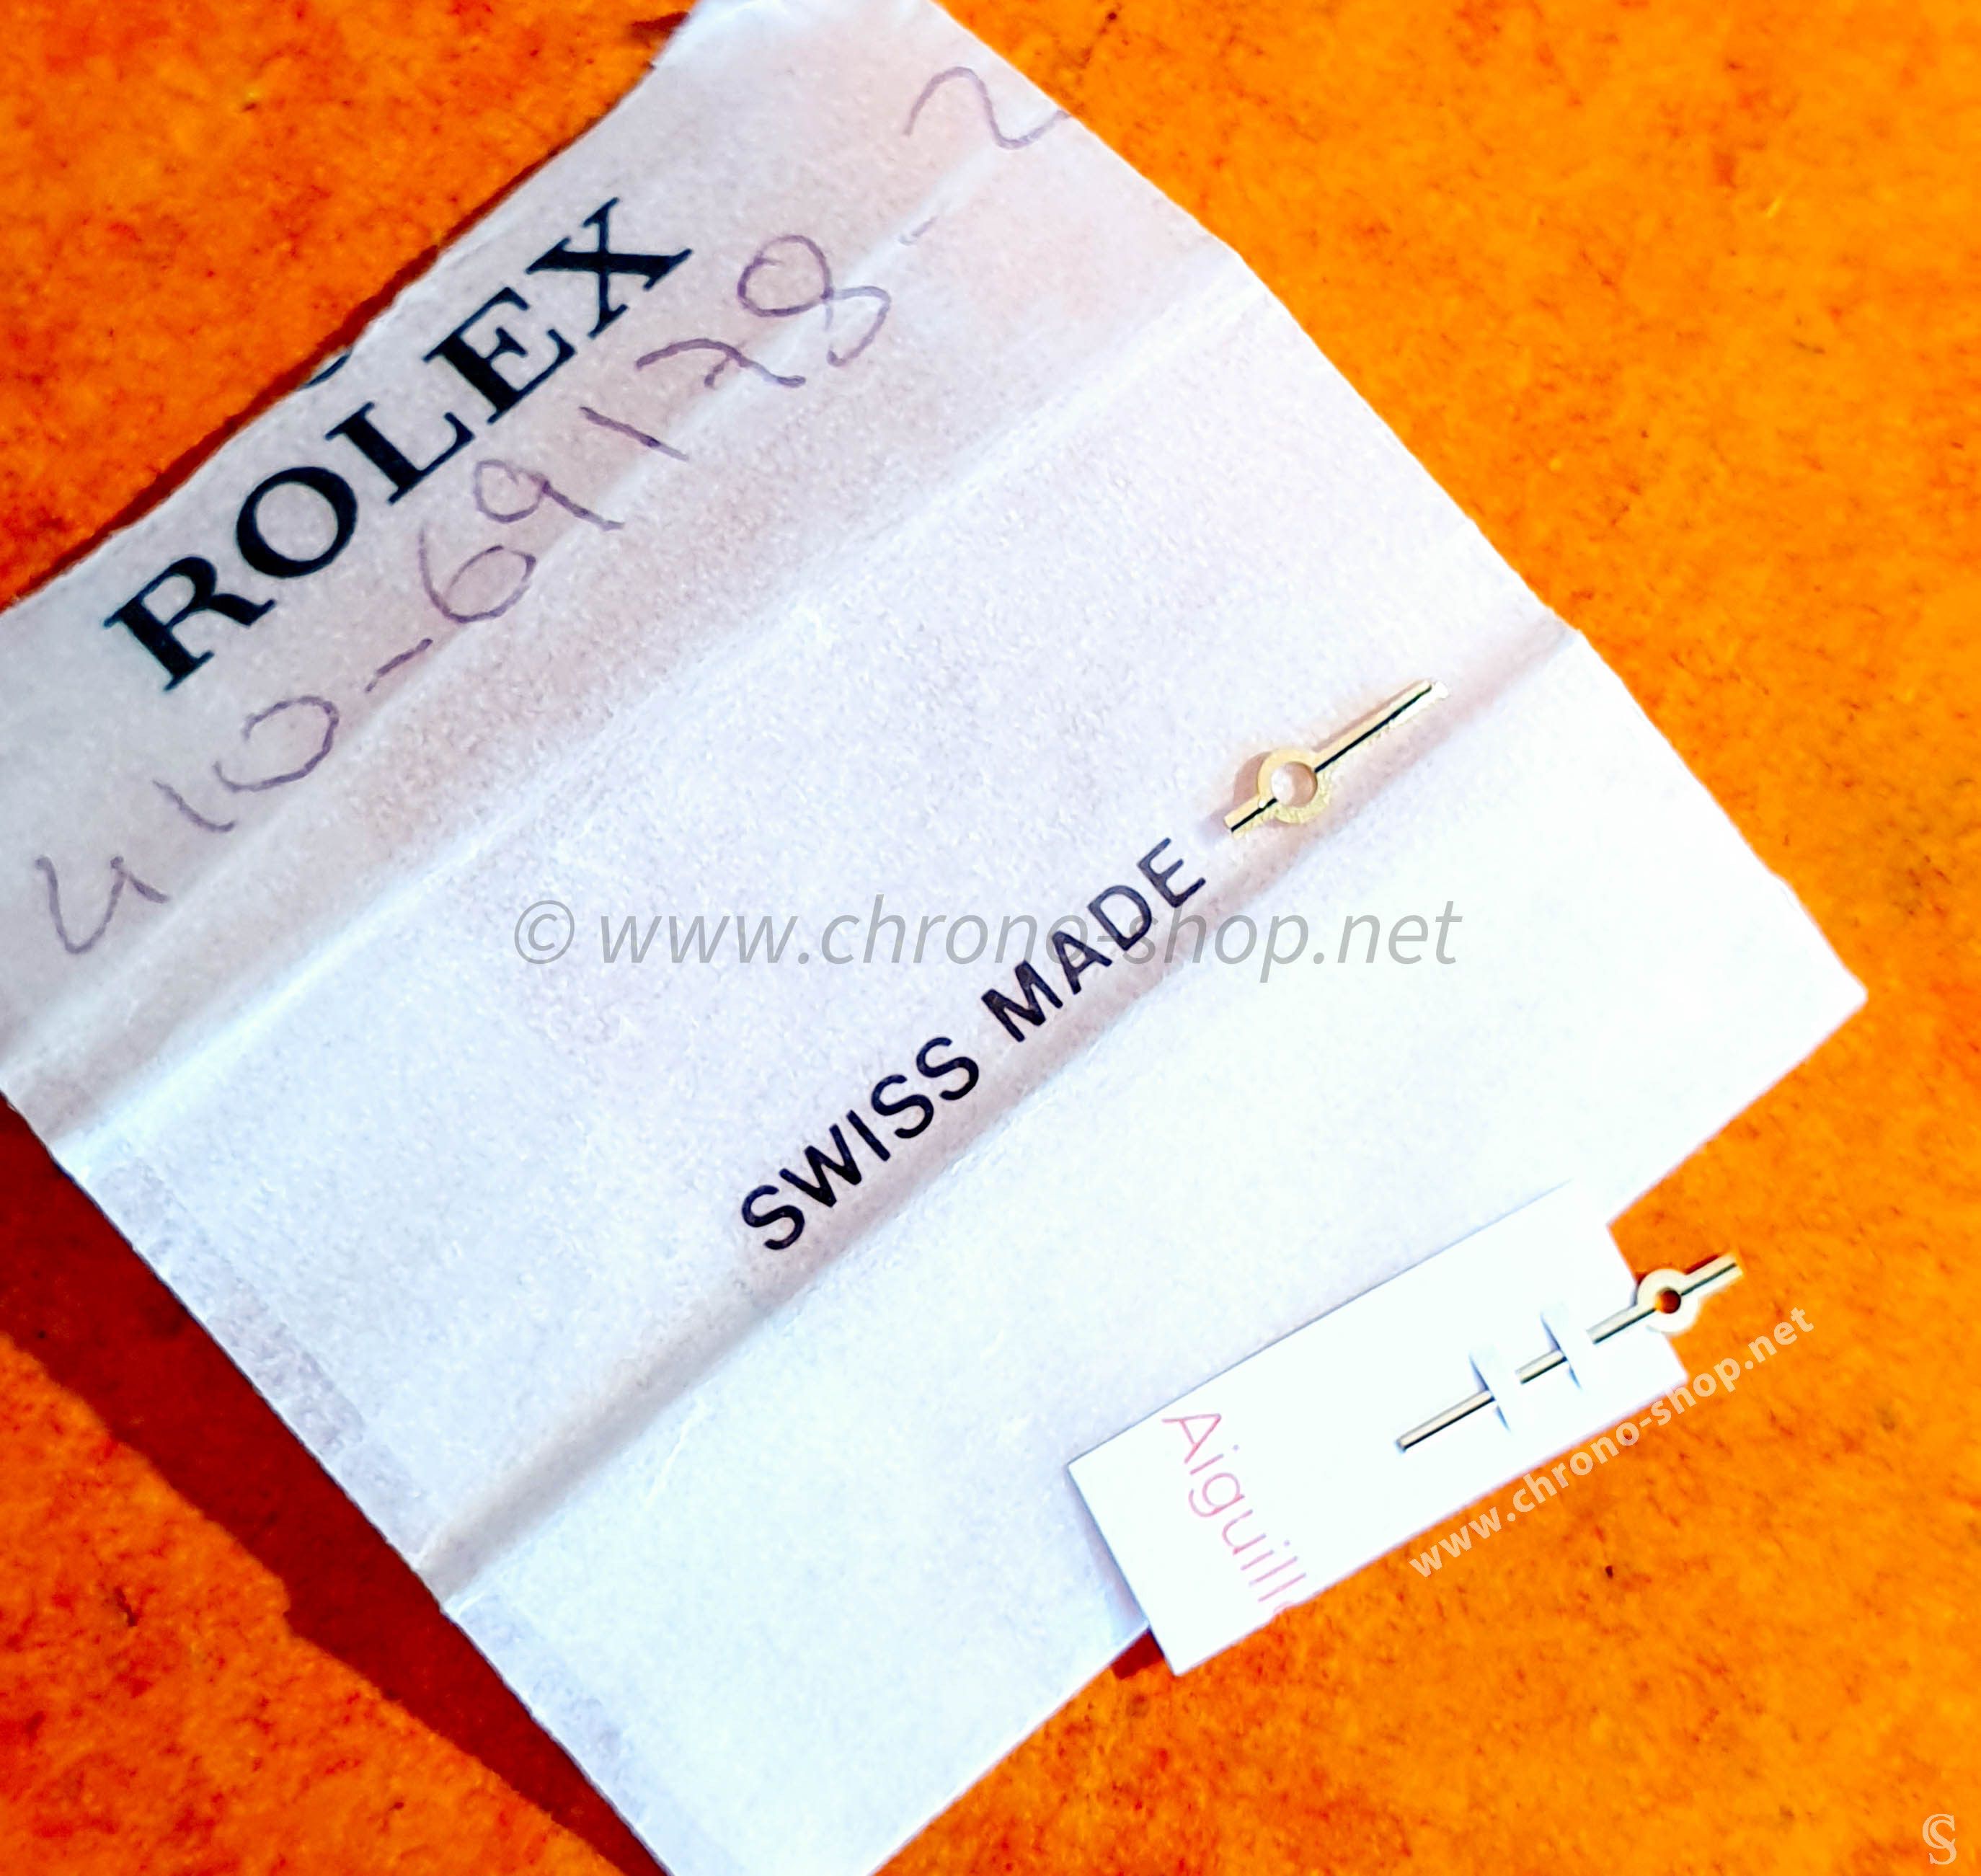 ROLEX
410-69178-2
SWISS MADE
© www.chrono-shop.net
Aiguill
www.chrono-shop.net